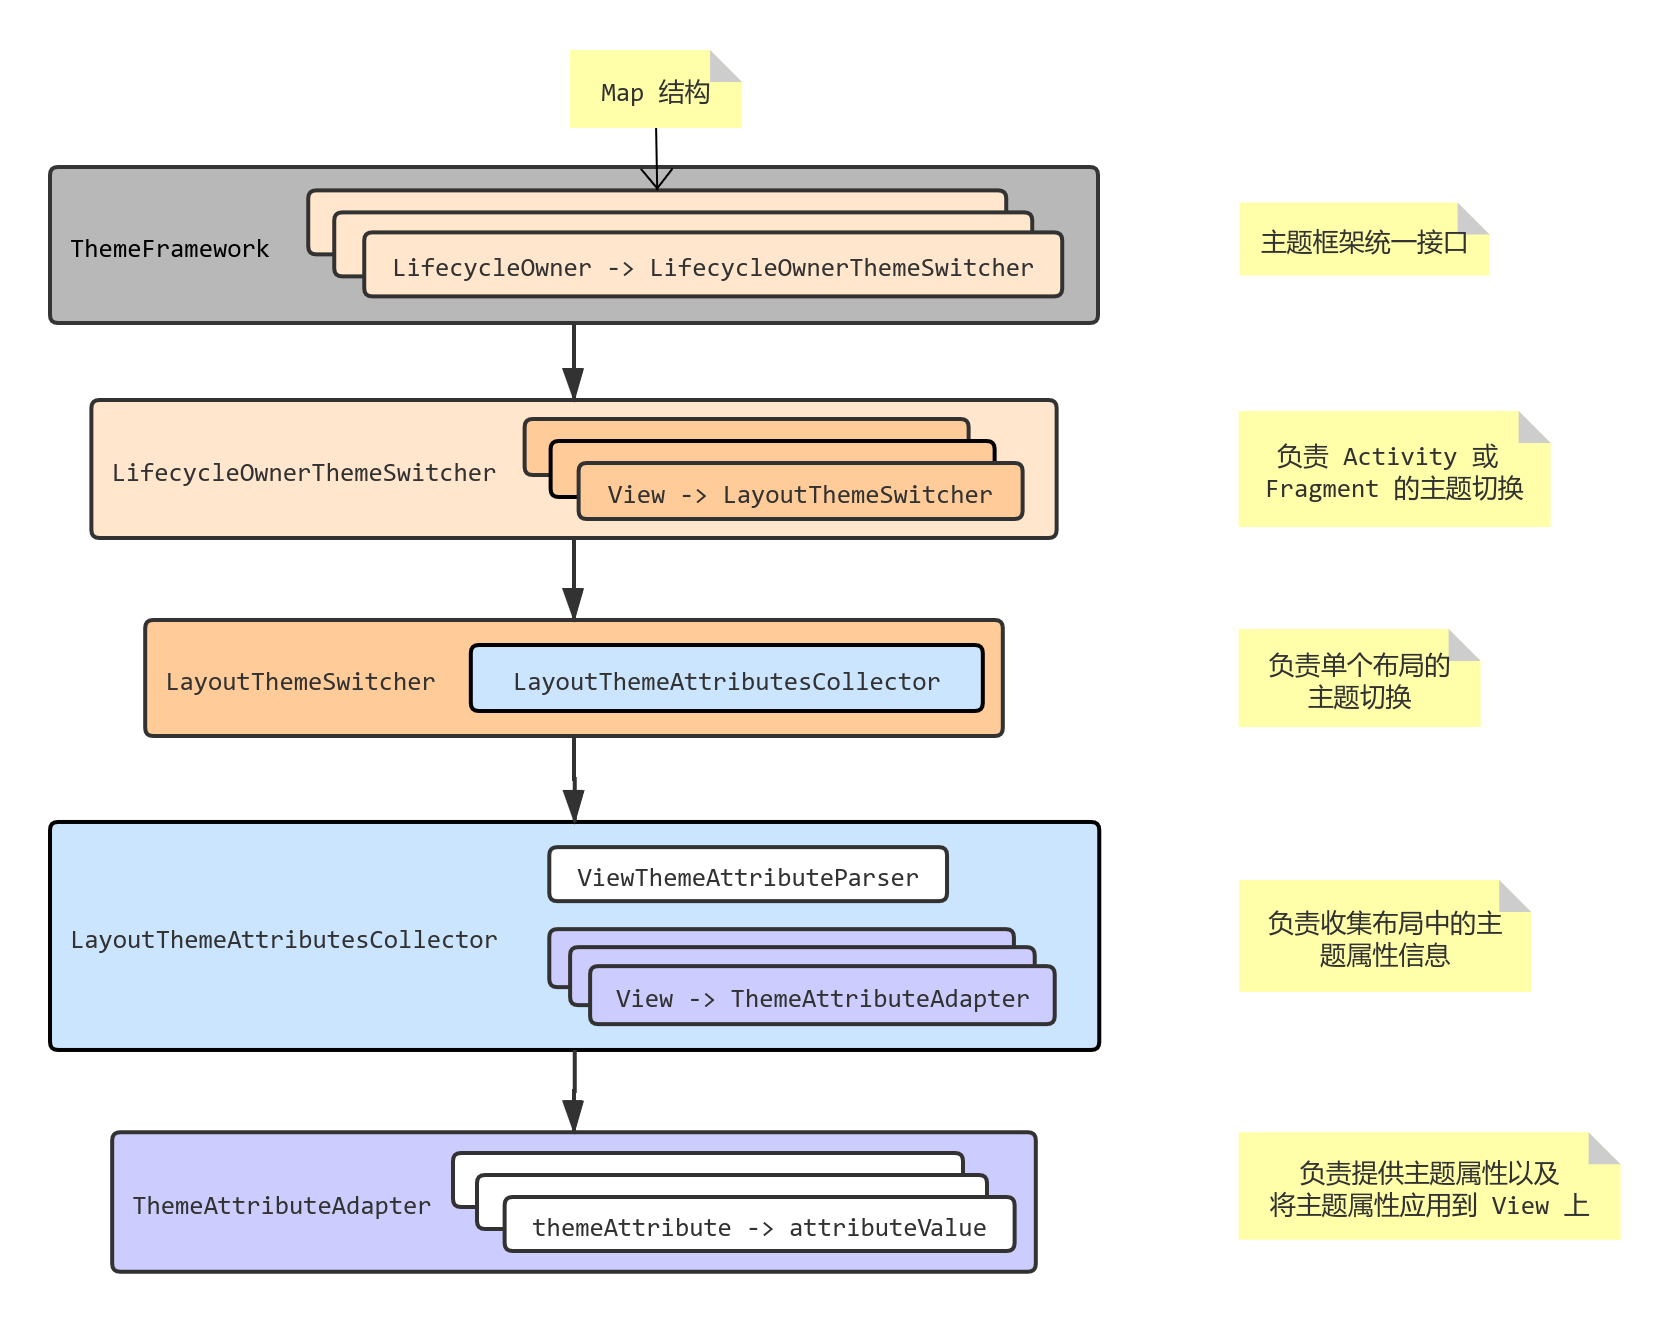 Map 结构
ThemeFramework
LifecycleOwner -> LifecycleOwnerThemeSwitcher
主题框架统一接口
LifecycleOwnerThemeSwitcher
View -> LayoutThemeSwitcher
负责 Activity 或
Fragment 的主题切换
LayoutThemeSwitcher
LayoutThemeAttributesCollector
负责单个布局的
主题切换
LayoutThemeAttributesCollector
ViewThemeAttributeParser
View -> ThemeAttributeAdapter
负责收集布局中的主
题属性信息
ThemeAttributeAdapter
themeAttribute -> attributeValue
负责提供主题属性以及
将主题属性应用到 View 上